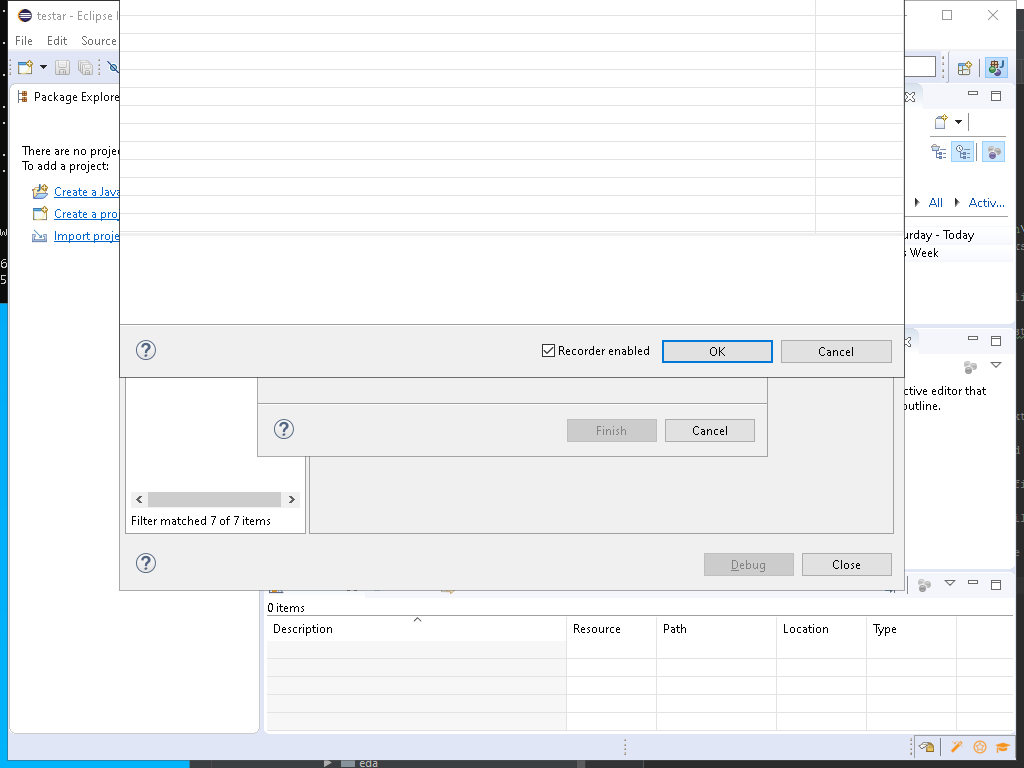 testar - Eclipse
File Edit Source
Package Explore
There are no proje
To add a project:
Create a Java
Create a pro
Import proje
All Activ...
urday - Today
s Week
Recorder enabled OK Cancel
ctive editor that
outline.
Finish Cancel
Filter matched 7 of 7 items
Debug Close
0 items
Description Resource Path Location Type
eda